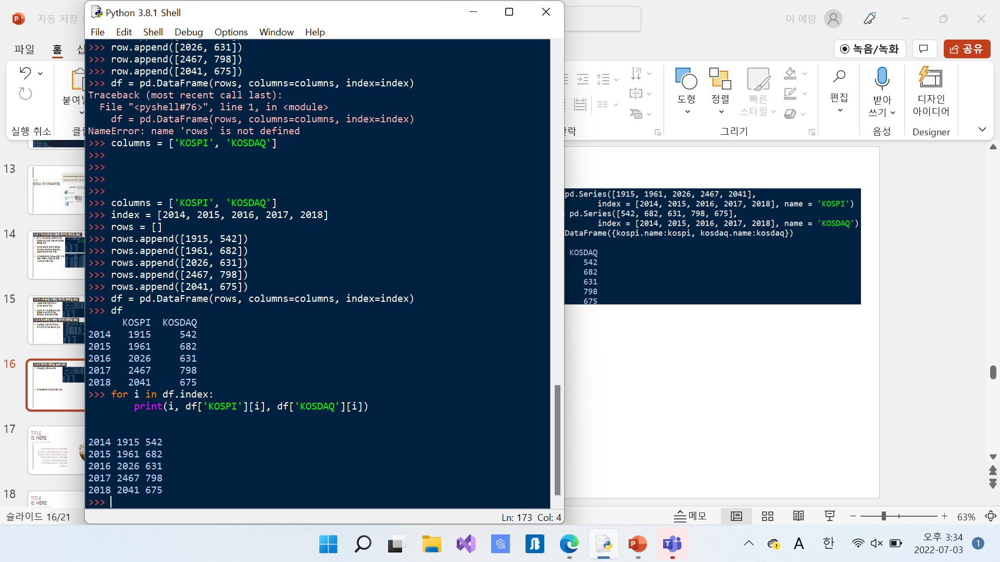 Python 3.8.1 Shell
File Edit Shell Debug Options Window Help
>>> row.append([2026, 631])
>>> row.append([2467, 798])
>>> row.append([2041, 675])
>>> df = pd.DataFrame(rows, columns=columns, index=index)
Traceback (most recent call last):
File "<pyshell#76>", line 1, in <module>
df = pd.DataFrame(rows, columns=columns, index=index)
NameError: name 'rows' is not defined
>>> columns = ['KOSPI', 'KOSDAQ']
>>>
>>>
>>>
>>>
>>> columns = ['KOSPI', 'KOSDAQ']
>>> index = [2014, 2015, 2016, 2017, 2018]
>>> rows = []
>>> rows.append([1915, 542])
>>> rows.append([1961, 682])
>>> rows.append([2026, 631])
>>> rows.append([2467, 798])
>>> rows.append([2041, 675])
>>> df = pd.DataFrame(rows, columns=columns, index=index)
>>> df
KOSPI KOSDAQ
2014 1915 542
2015 1961 682
2016 2026 631
2017 2467 798
2018 2041 675
>>> for i in df.index:
print(i, df['KOSPI'][i], df['KOSDAQ'][i])
2014 1915 542
2015 1961 682
2016 2026 631
2017 2467 798
2018 2041 675
>>>
Ln: 173 Col: 4
자동 저장
이 예람
파일 홈
녹음/녹화
공유
실행 취소
도형
정렬
빠른
스타일
그리기
편집
받아
쓰기
음성
디자인
아이디어
Designer
13
14
15
16
17
TITLE
IS HERE
18
TITLE
IS HERE
pd.Series([1915, 1961, 2026, 2467, 2041],
index = [2014, 2015, 2016, 2017, 2018], name = 'KOSPI')
pd.Series([542, 682, 631, 798, 675],
index = [2014, 2015, 2016, 2017, 2018], name = 'KOSDAQ')
DataFrame({kospi.name:kospi, kosdaq.name:kosdaq})
KOSDAQ
542
682
631
798
675
슬라이드 16/21
메모
63%
A
한
오후 3:34
2022-07-03
1